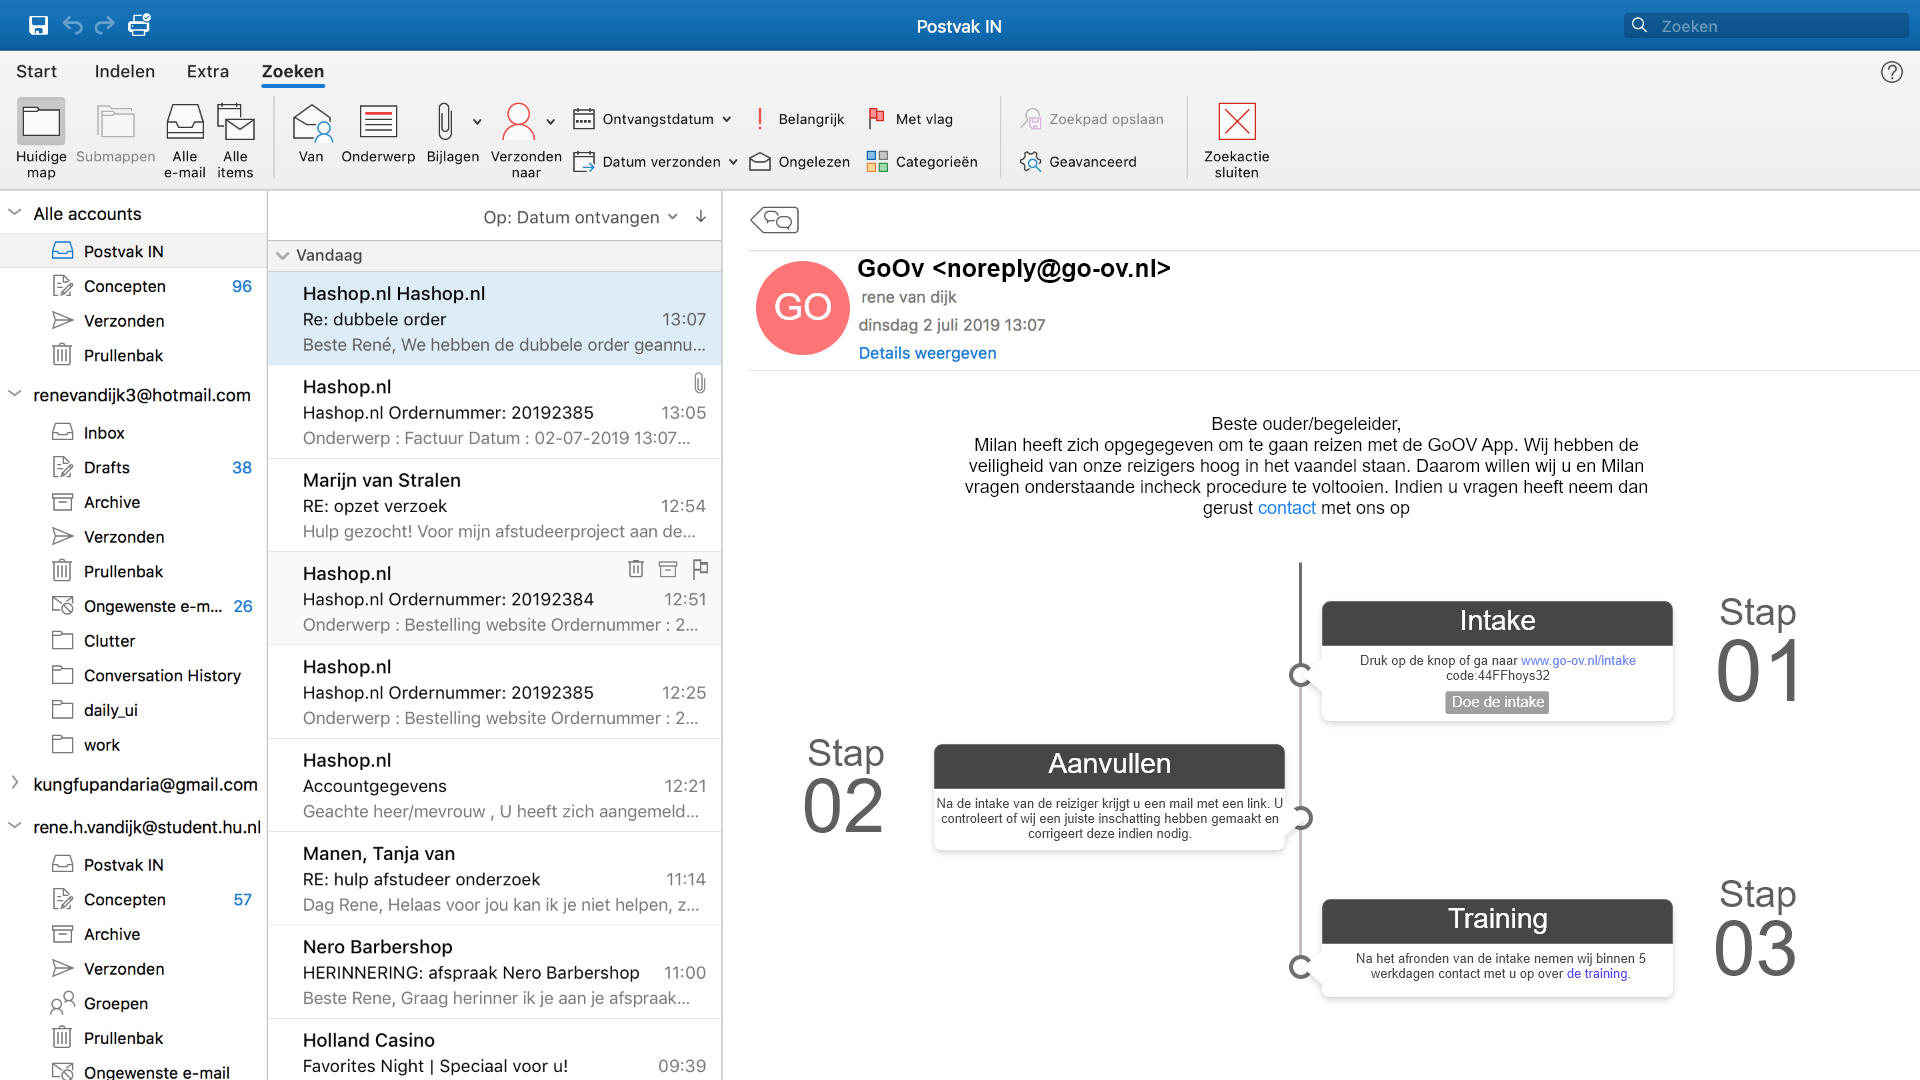 Postvak IN
Zoeken
Start
Indelen
Extra
Zoeken
Huidige
map
Submappen
Alle
e-mail
Alle
items
Van
Onderwerp
Bijlagen
Verzonden
naar
Ontvangstdatum
Datum verzonden
Belangrijk
Ongelezen
Met vlag
Categorieën
Zoekpad opslaan
Geavanceerd
Zoekactie
sluiten
Alle accounts
Postvak IN
Concepten 96
Verzonden
Prullenbak
renevandijk3@hotmail.com
Inbox
Drafts 38
Archive
Verzonden
Prullenbak
Ongewenste e-m... 26
Clutter
Conversation History
daily_ui
work
kungfupandaria@gmail.com
rene.h.vandijk@student.hu.nl
Postvak IN
Concepten 57
Archive
Verzonden
Groepen
Prullenbak
Ongewenste e-mail
Op: Datum ontvangen
Vandaag
Hashop.nl Hashop.nl
Re: dubbele order 13:07
Beste René, We hebben de dubbele order geannu...
Hashop.nl
Hashop.nl Ordernummer: 20192385 13:05
Onderwerp : Factuur Datum : 02-07-2019 13:07...
Marijn van Stralen
RE: opzet verzoek 12:54
Hulp gezocht! Voor mijn afstudeerproject aan de...
Hashop.nl
Hashop.nl Ordernummer: 20192384 12:51
Onderwerp : Bestelling website Ordernummer : 2...
Hashop.nl
Hashop.nl Ordernummer: 20192385 12:25
Onderwerp : Bestelling website Ordernummer : 2...
Hashop.nl
Accountgegevens 12:21
Geachte heer/mevrouw , U heeft zich aangemeld...
Manen, Tanja van
RE: hulp afstudeer onderzoek 11:14
Dag Rene, Helaas voor jou kan ik je niet helpen, z...
Nero Barbershop
HERINNERING: afspraak Nero Barbershop 11:00
Beste Rene, Graag herinner ik je aan je afspraak...
Holland Casino
Favorites Night | Speciaal voor u! 09:39
GO
GoOv <noreply@go-ov.nl>
rene van dijk
dinsdag 2 juli 2019 13:07
Details weergeven
Beste ouder/begeleider,
Milan heeft zich opgegegeven om te gaan reizen met de GoOV App. Wij hebben de
veiligheid van onze reizigers hoog in het vaandel staan. Daarom willen wij u en Milan
vragen onderstaande incheck procedure te voltooien. Indien u vragen heeft neem dan
gerust contact met ons op
Stap
01
Intake
Druk op de knop of ga naar www.go-ov.nl/intake
code:44FFhoys32
Doe de intake
Stap
02
Aanvullen
Na de intake van de reiziger krijgt u een mail met een link. U
controleert of wij een juiste inschatting hebben gemaakt en
corrigeert deze indien nodig.
Stap
03
Training
Na het afronden van de intake nemen wij binnen 5
werkdagen contact met u op over de training.